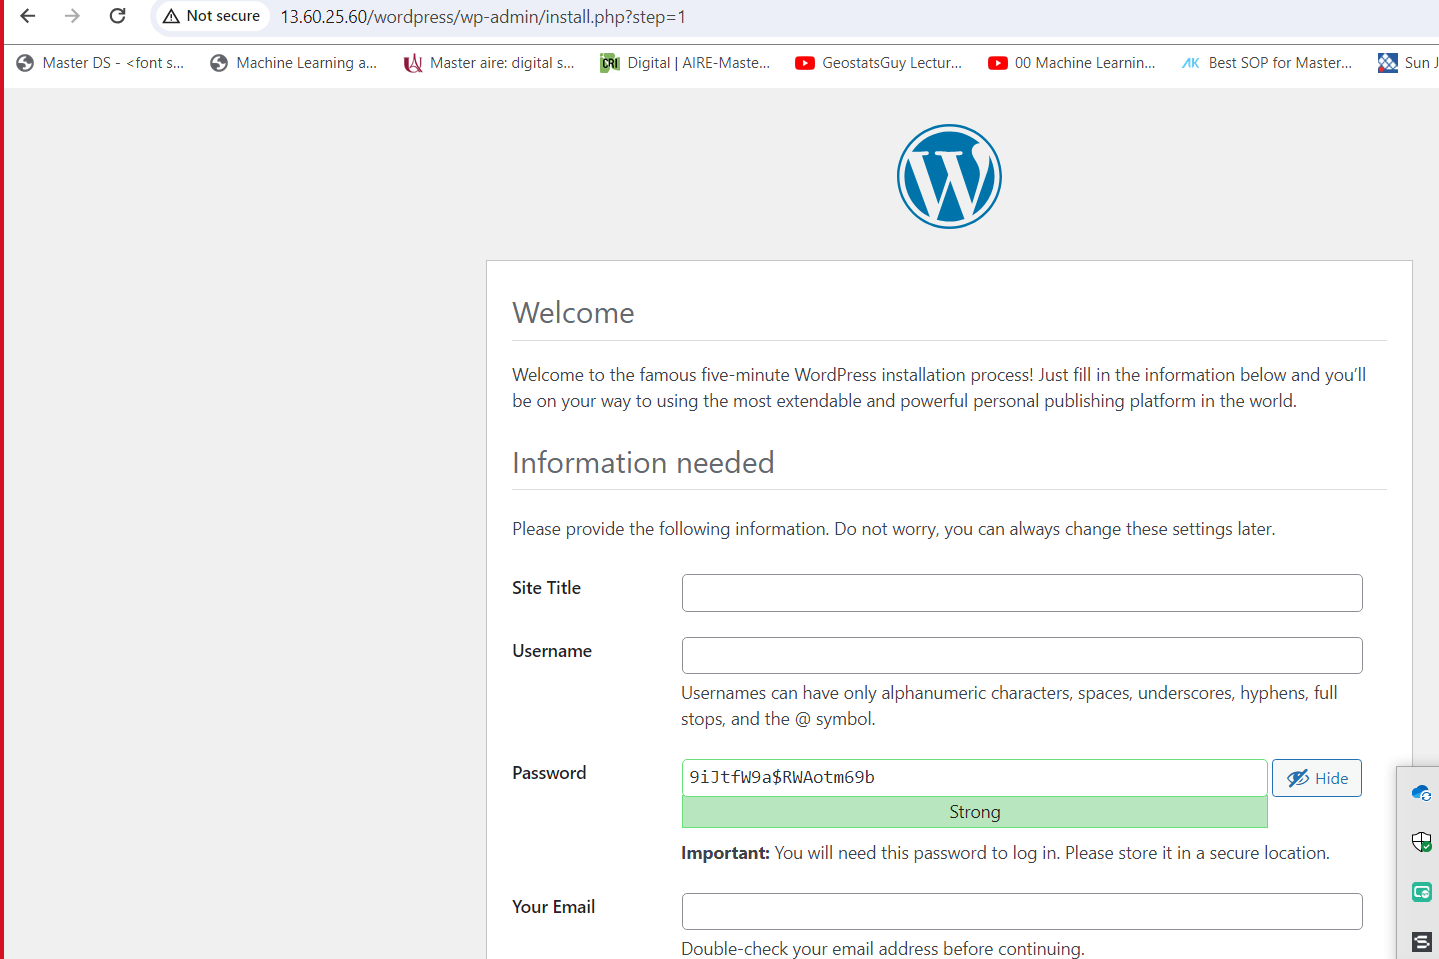 Not secure 13.60.25.60/wordpress/wp-admin/install.php?step=1
Master DS - <font s... Machine Learning a... Master aire: digital s... CRI Digital | AIRE-Maste... GeostatsGuy Lectur... 00 Machine Learnin... AK Best SOP for Master... Sun J
W
Welcome
Welcome to the famous five-minute WordPress installation process! Just fill in the information below and you'll
be on your way to using the most extendable and powerful personal publishing platform in the world.
Information needed
Please provide the following information. Do not worry, you can always change these settings later.
Site Title
Username
Usernames can have only alphanumeric characters, spaces, underscores, hyphens, full
stops, and the @ symbol.
Password 9iJtfW9a$RWAotm69b Hide
Strong
Important: You will need this password to log in. Please store it in a secure location.
Your Email
Double-check your email address before continuing.